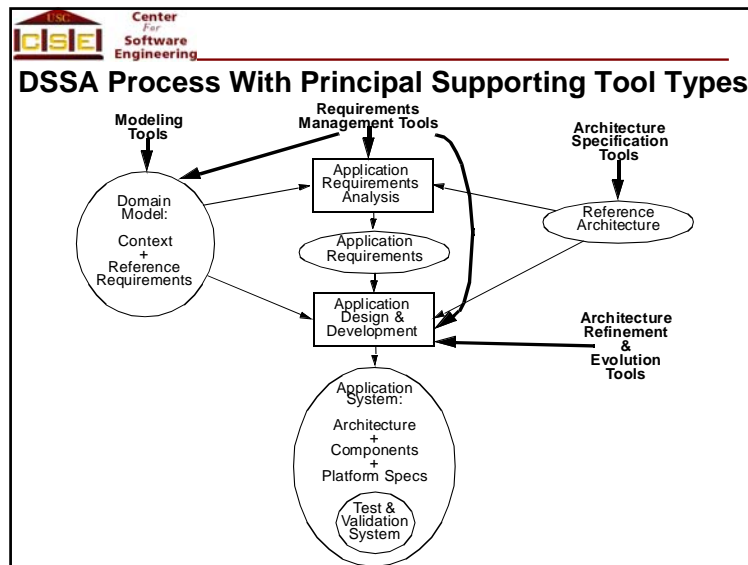 USC
CSE
Center
For
Software
Engineering
DSSA Process With Principal Supporting Tool Types
Modeling
Tools
Requirements
Management Tools
Architecture
Specification
Tools
Application
Requirements
Analysis
Domain
Model:
Context
+
Reference
Requirements
Reference
Architecture
Application
Requirements
Application
Design &
Development
Architecture
Refinement
&
Evolution
Tools
Application
System:
Architecture
+
Components
+
Platform Specs
Test &
Validation
System